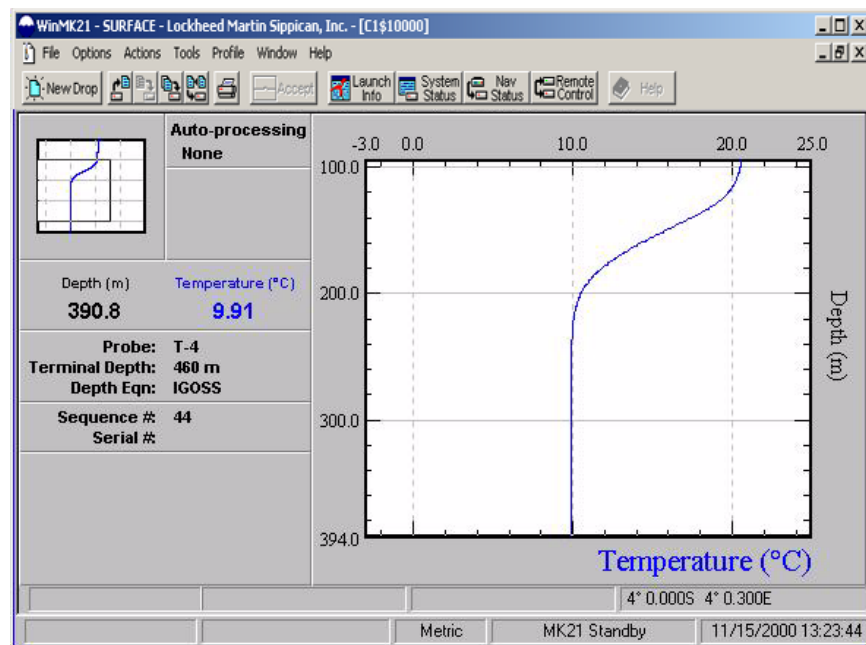 WinMK21 - SURFACE - Lockheed Martin Sippican, Inc. - [C1$10000]
File Options Actions Tools Profile Window Help
New Drop Accept Launch Info System Status Nav Status Remote Control Help
Auto-processing
None
Depth (m) Temperature (°C)
390.8 9.91
Probe: T-4
Terminal Depth: 460 m
Depth Eqn: IGOSS
Sequence #: 44
Serial #:
-3.0 0.0 10.0 20.0 25.0
100.0
200.0
300.0
394.0
Depth (m)
Temperature (°C)
4° 0.000S 4° 0.300E
Metric MK21 Standby 11/15/2000 13:23:44